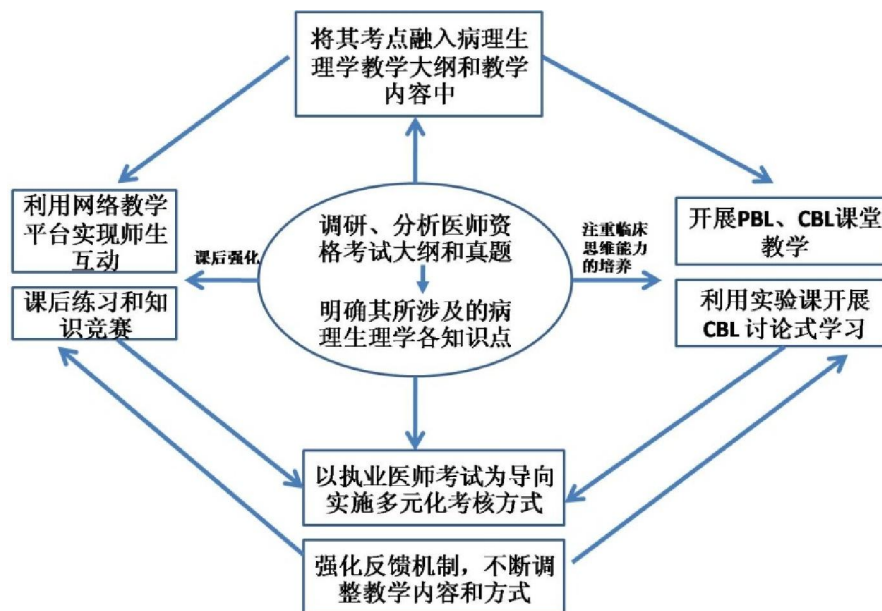 将其考点融入病理生
理学教学大纲和教学
内容中
利用网络教学
平台实现师生
互动
课后强化
调研、分析医师资
格考试大纲和真题
明确其所涉及的病
理生理学各知识点
注重临床
思维能力
的培养
开展PBL、CBL课堂
教学
课后练习和知
识竞赛
利用实验课开展
CBL 讨论式学习
以执业医师考试为导向
实施多元化考核方式
强化反馈机制，不断调
整教学内容和方式